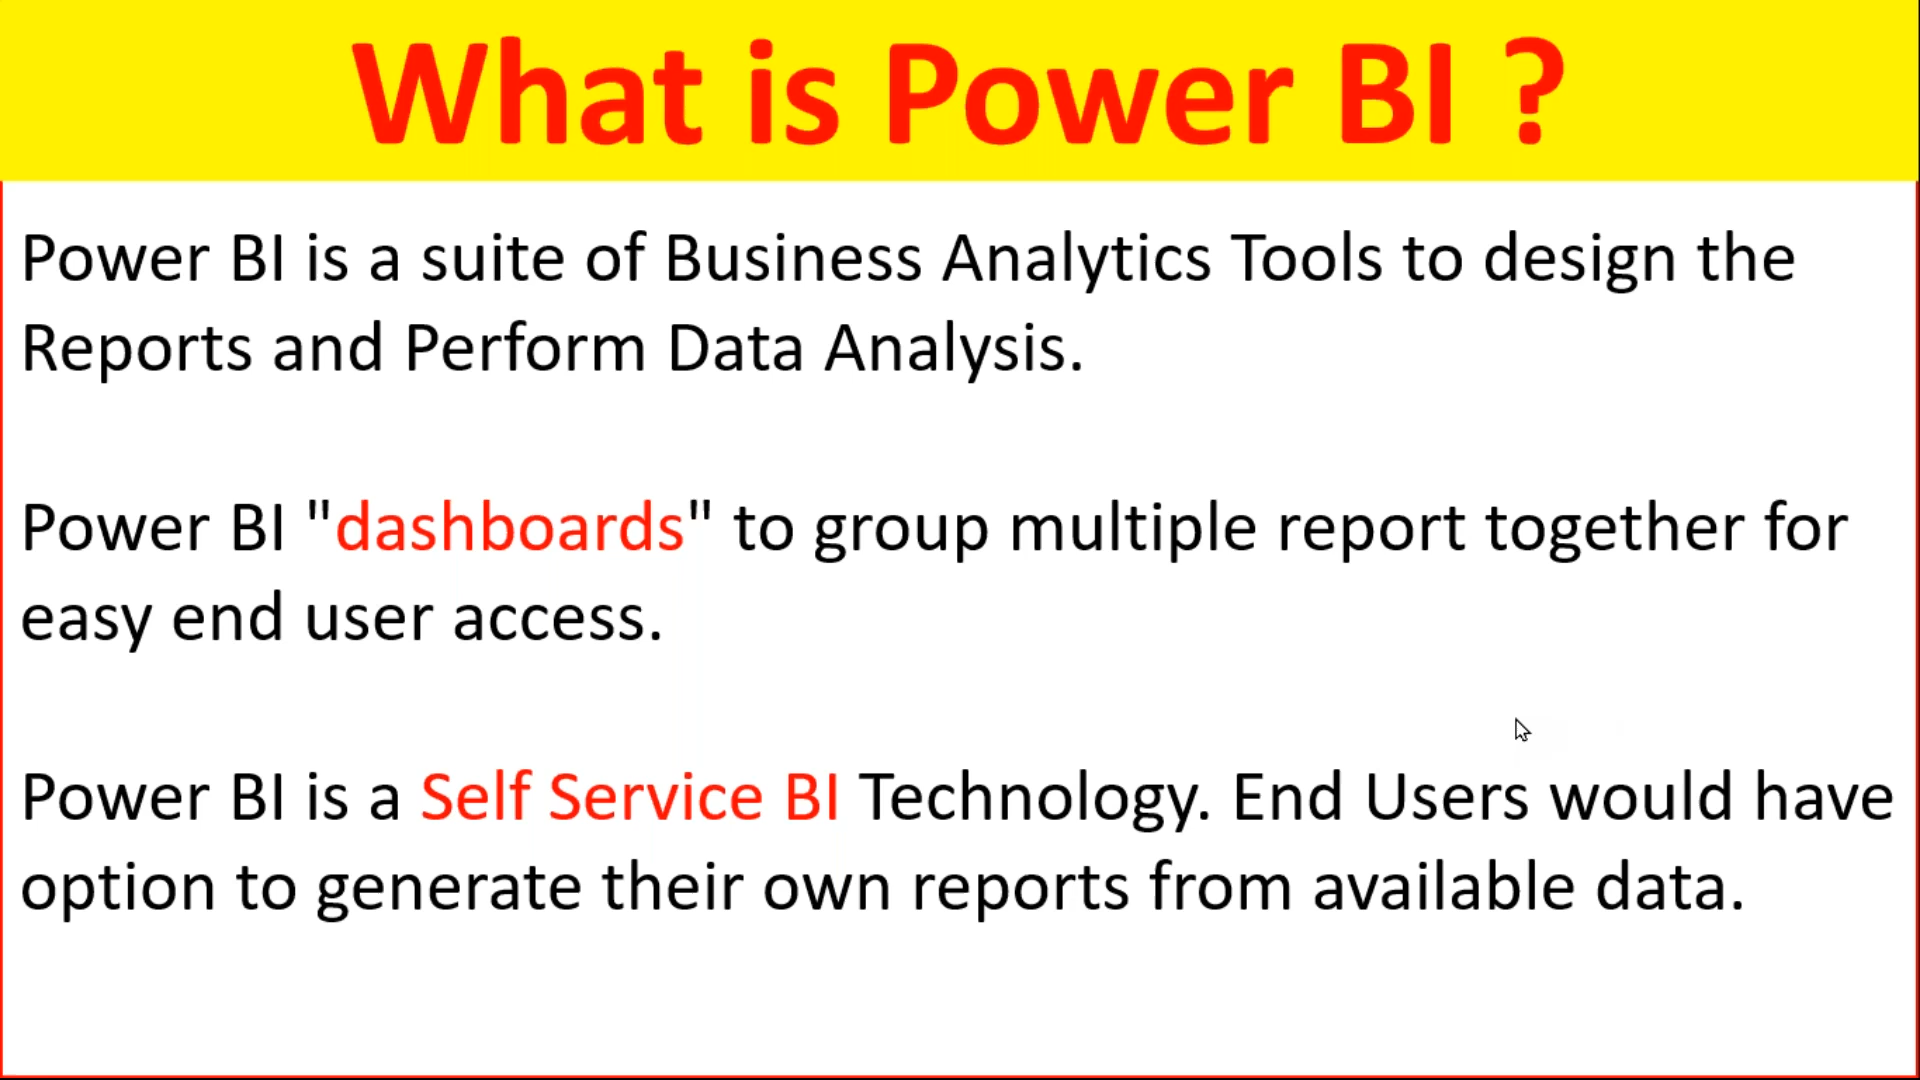 What is Power BI ?
Power BI is a suite of Business Analytics Tools to design the
Reports and Perform Data Analysis.
Power BI "dashboards" to group multiple report together for
easy end user access.
Power BI is a Self Service BI Technology. End Users would have
option to generate their own reports from available data.